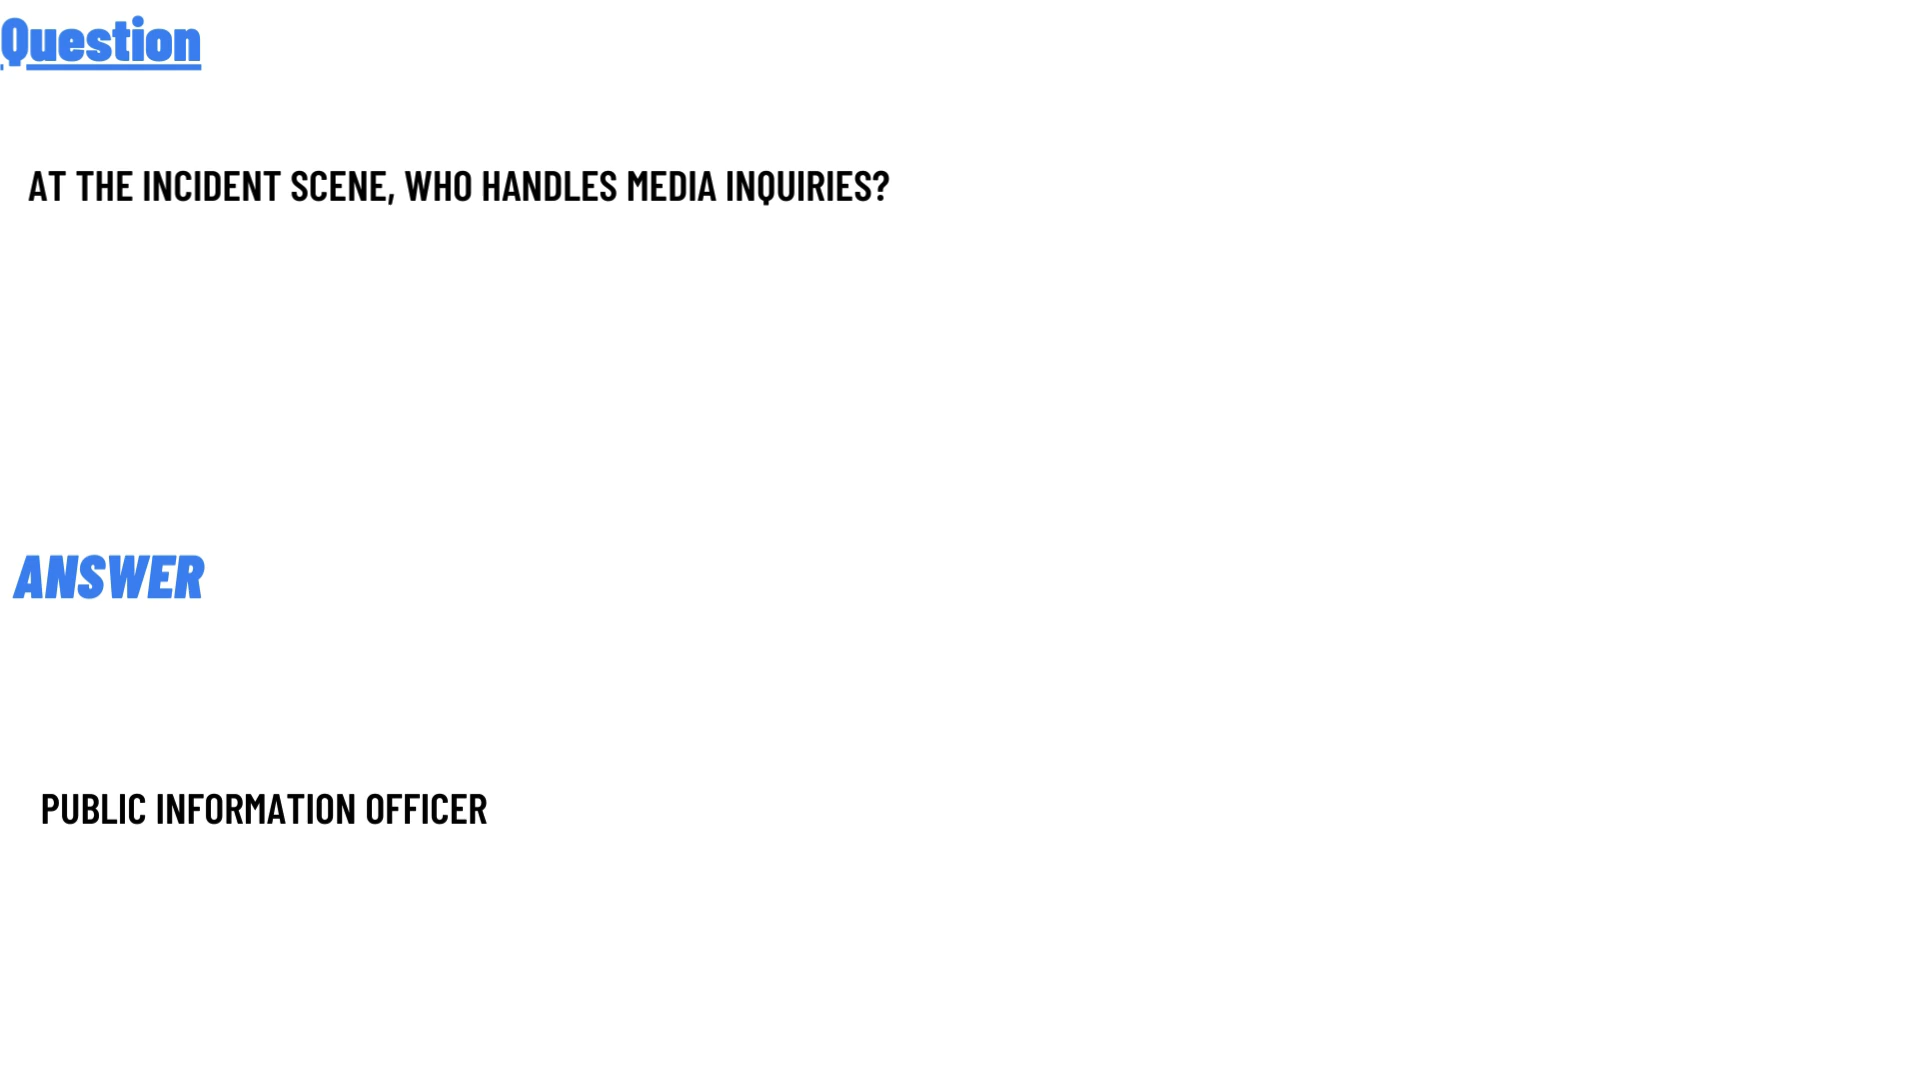 Question
AT THE INCIDENT SCENE, WHO HANDLES MEDIA INQUIRIES?
ANSWER
PUBLIC INFORMATION OFFICER